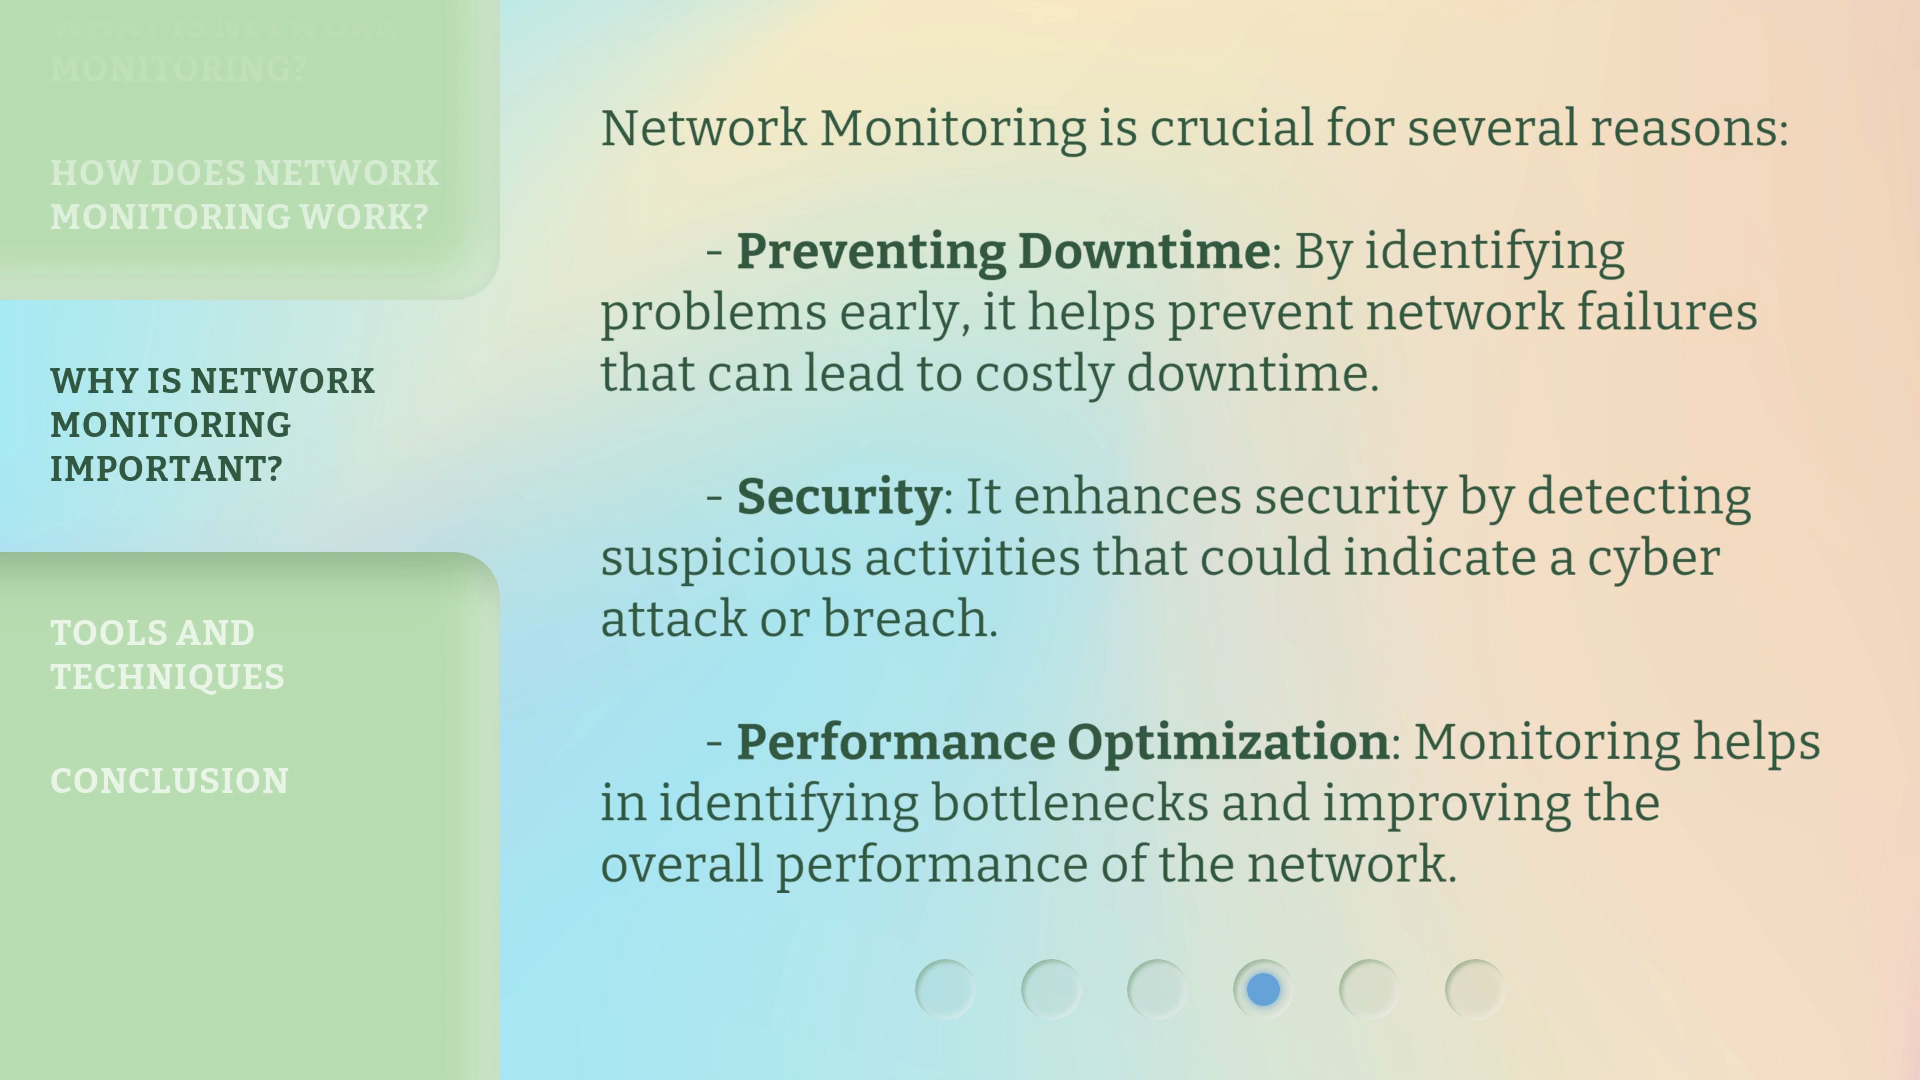 WHAT IS NETWORK
MONITORING?
HOW DOES NETWORK
MONITORING WORK?
WHY IS NETWORK
MONITORING
IMPORTANT?
TOOLS AND
TECHNIQUES
CONCLUSION
Network Monitoring is crucial for several reasons:
- Preventing Downtime: By identifying
problems early, it helps prevent network failures
that can lead to costly downtime.
- Security: It enhances security by detecting
suspicious activities that could indicate a cyber
attack or breach.
- Performance Optimization: Monitoring helps
in identifying bottlenecks and improving the
overall performance of the network.